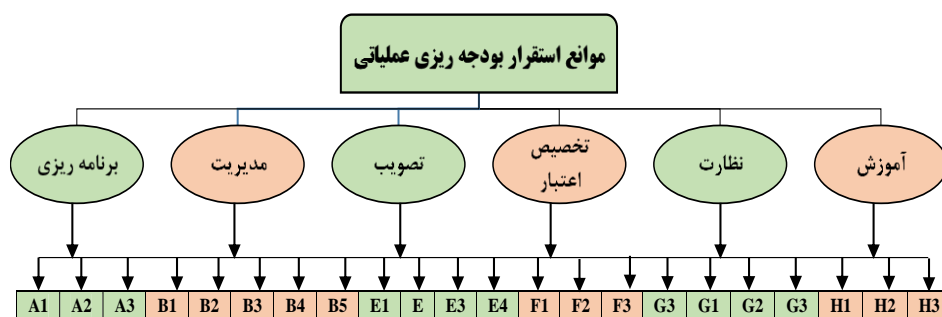 موانع استقرار بودجه ریزی عملیاتی
آموزش
نظارت
تخصیص
اعتبار
تصویب
مدیریت
برنامه ریزی
A1 A2 A3 B1 B2 B3 B4 B5 E1 E E3 E4 F1 F2 F3 G3 G1 G2 G3 H1 H2 H3